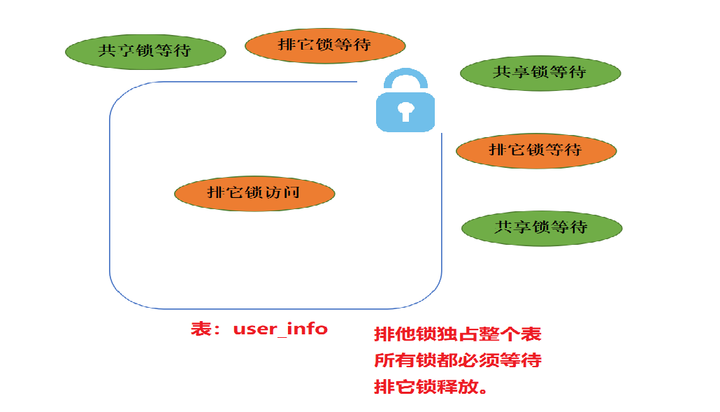 共享锁等待
排它锁等待
共享锁等待
排它锁等待
排它锁访问
共享锁等待
表：user_info
排他锁独占整个表
所有锁都必须等待
排它锁释放。